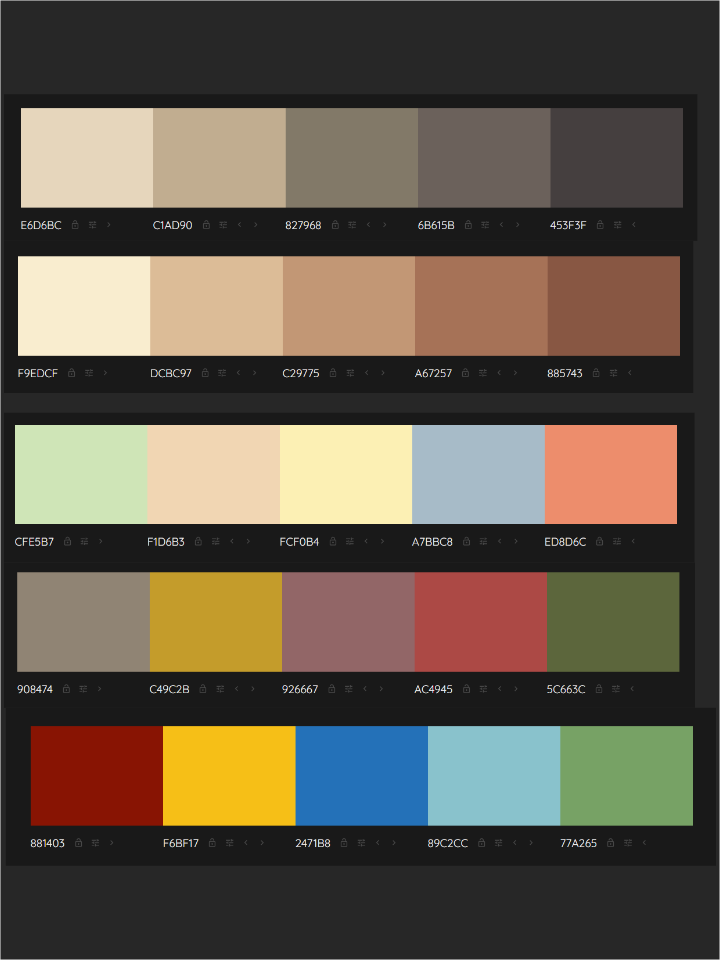 E6D6BC C1AD90 827968 6B615B 453F3F
F9EDCF DCBC97 C29775 A67257 885743
CFE5B7 F1D6B3 FCF0B4 A7BBC8 ED8D6C
908474 C49C2B 926667 AC4945 5C663C
881403 F6BF17 2471B8 89C2CC 77A265